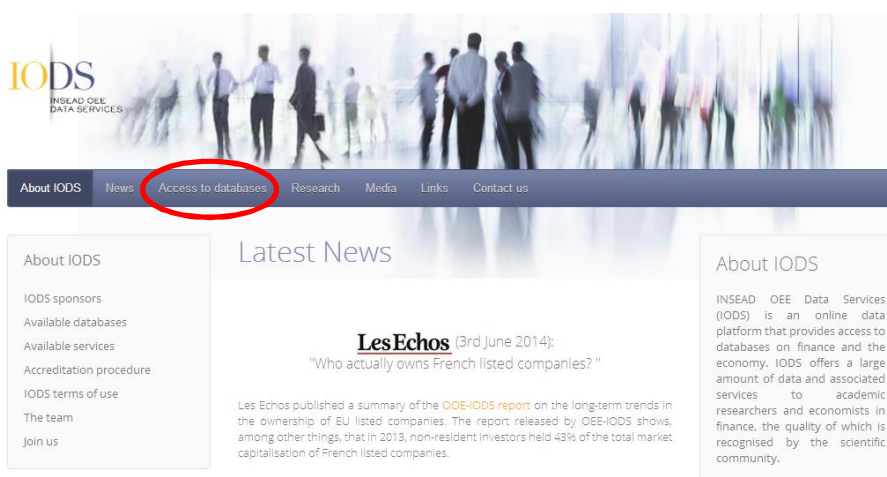 IODS
INSEAD OEE
DATA SERVICES
About IODS News Access to databases Research Media Links Contact us
About IODS
IODS sponsors
Available databases
Available services
Accreditation procedure
IODS terms of use
The team
Join us
Latest News
Les Echos (3rd June 2014):
"Who actually owns French listed companies? "
Les Echos published a summary of the OOE-IODS report on the long-term trends in
the ownership of EU listed companies. The report released by OEE-IODS shows,
among other things, that in 2013, non-resident investors held 43% of the total market
capitalisation of French listed companies.
About IODS
INSEAD OEE Data Services
(IODS) is an online data
platform that provides access to
databases on finance and the
economy. IODS offers a large
amount of data and associated
services to academic
researchers and economists in
finance, the quality of which is
recognised by the scientific
community.